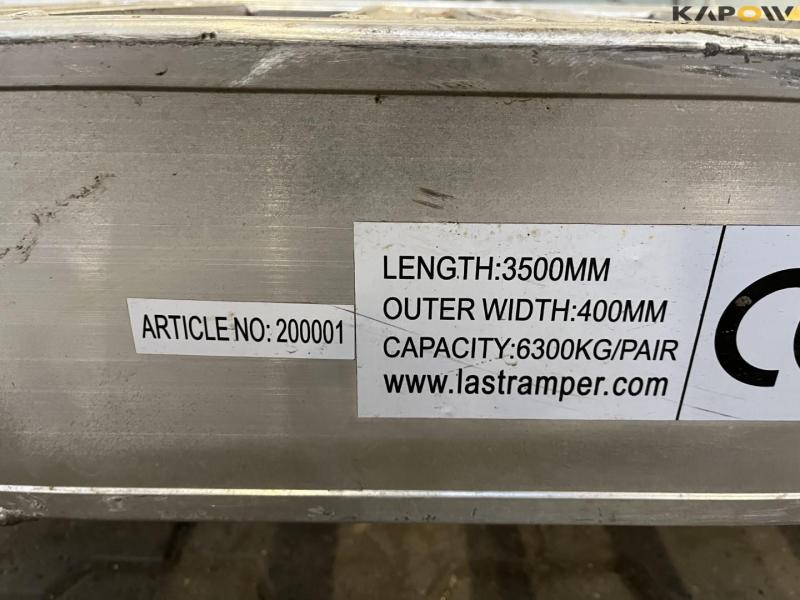 KAPOW
ARTICLE NO: 200001
LENGTH:3500MM
OUTER WIDTH:400MM
CAPACITY:6300KG/PAIR
www.lastramper.com